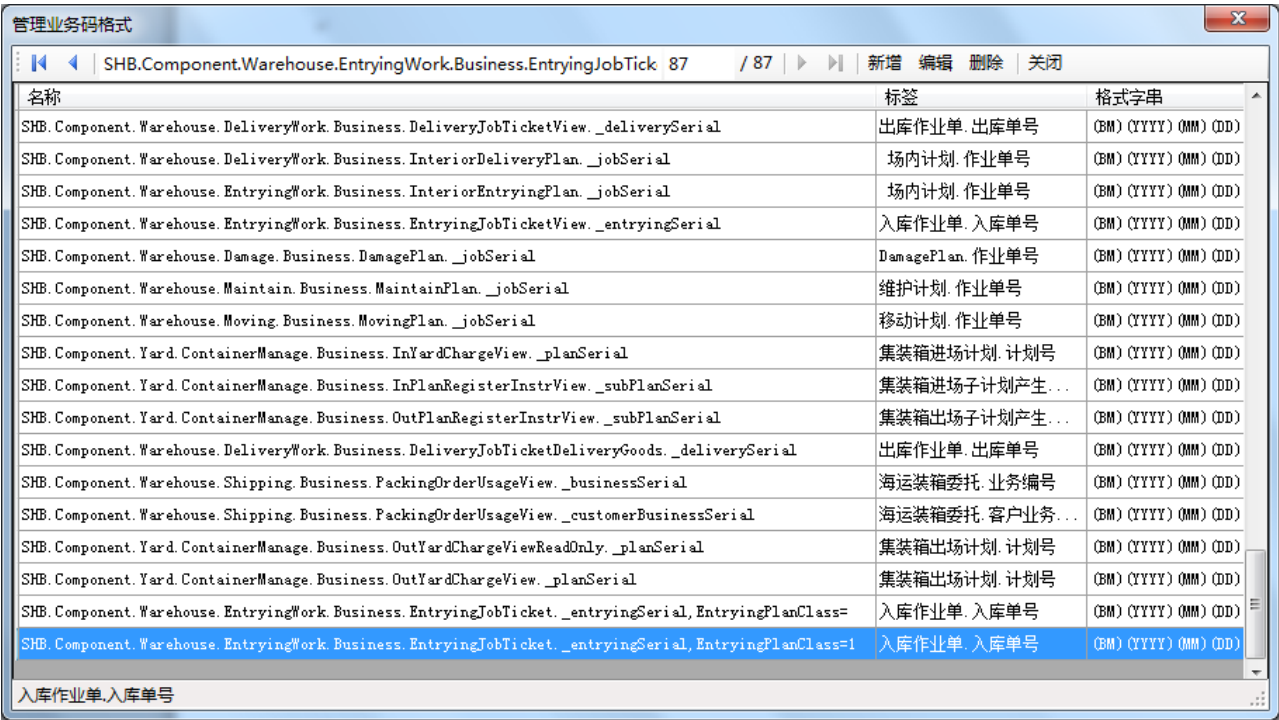 管理业务码格式
SHB.Component.Warehouse.EntryingWork.Business.EntryingJobTick 87 / 87 新增 编辑 删除 关闭
名称 标签 格式字串
SHB.Component.Warehouse.DeliveryWork.Business.DeliveryJobTicketView._deliverySerial 出库作业单.出库单号 (BM)(YYYY)(MM)(DD)
SHB.Component.Warehouse.DeliveryWork.Business.InteriorDeliveryPlan._jobSerial 场内计划.作业单号 (BM)(YYYY)(MM)(DD)
SHB.Component.Warehouse.EntryingWork.Business.InteriorEntryingPlan._jobSerial 场内计划.作业单号 (BM)(YYYY)(MM)(DD)
SHB.Component.Warehouse.EntryingWork.Business.EntryingJobTicketView._entryingSerial 入库作业单.入库单号 (BM)(YYYY)(MM)(DD)
SHB.Component.Warehouse.Damage.Business.DamagePlan._jobSerial DamagePlan.作业单号 (BM)(YYYY)(MM)(DD)
SHB.Component.Warehouse.Maintain.Business.MaintainPlan._jobSerial 维护计划.作业单号 (BM)(YYYY)(MM)(DD)
SHB.Component.Warehouse.Moving.Business.MovingPlan._jobSerial 移动计划.作业单号 (BM)(YYYY)(MM)(DD)
SHB.Component.Yard.ContainerManage.Business.InYardChargeView._planSerial 集装箱进场计划.计划号 (BM)(YYYY)(MM)(DD)
SHB.Component.Yard.ContainerManage.Business.InPlanRegisterInstrView._subPlanSerial 集装箱进场子计划产生... (BM)(YYYY)(MM)(DD)
SHB.Component.Yard.ContainerManage.Business.OutPlanRegisterInstrView._subPlanSerial 集装箱出场子计划产生... (BM)(YYYY)(MM)(DD)
SHB.Component.Warehouse.DeliveryWork.Business.DeliveryJobTicketDeliveryGoods._deliverySerial 出库作业单.出库单号 (BM)(YYYY)(MM)(DD)
SHB.Component.Warehouse.Shipping.Business.PackingOrderUsageView._businessSerial 海运装箱委托.业务编号 (BM)(YYYY)(MM)(DD)
SHB.Component.Warehouse.Shipping.Business.PackingOrderUsageView._customerBusinessSerial 海运装箱委托.客户业务... (BM)(YYYY)(MM)(DD)
SHB.Component.Yard.ContainerManage.Business.OutYardChargeViewReadOnly._planSerial 集装箱出场计划.计划号 (BM)(YYYY)(MM)(DD)
SHB.Component.Yard.ContainerManage.Business.OutYardChargeView._planSerial 集装箱出场计划.计划号 (BM)(YYYY)(MM)(DD)
SHB.Component.Warehouse.EntryingWork.Business.EntryingJobTicket._entryingSerial,EntryingPlanClass= 入库作业单.入库单号 (BM)(YYYY)(MM)(DD)
SHB.Component.Warehouse.EntryingWork.Business.EntryingJobTicket._entryingSerial,EntryingPlanClass=1 入库作业单.入库单号 (BM)(YYYY)(MM)(DD)
入库作业单.入库单号